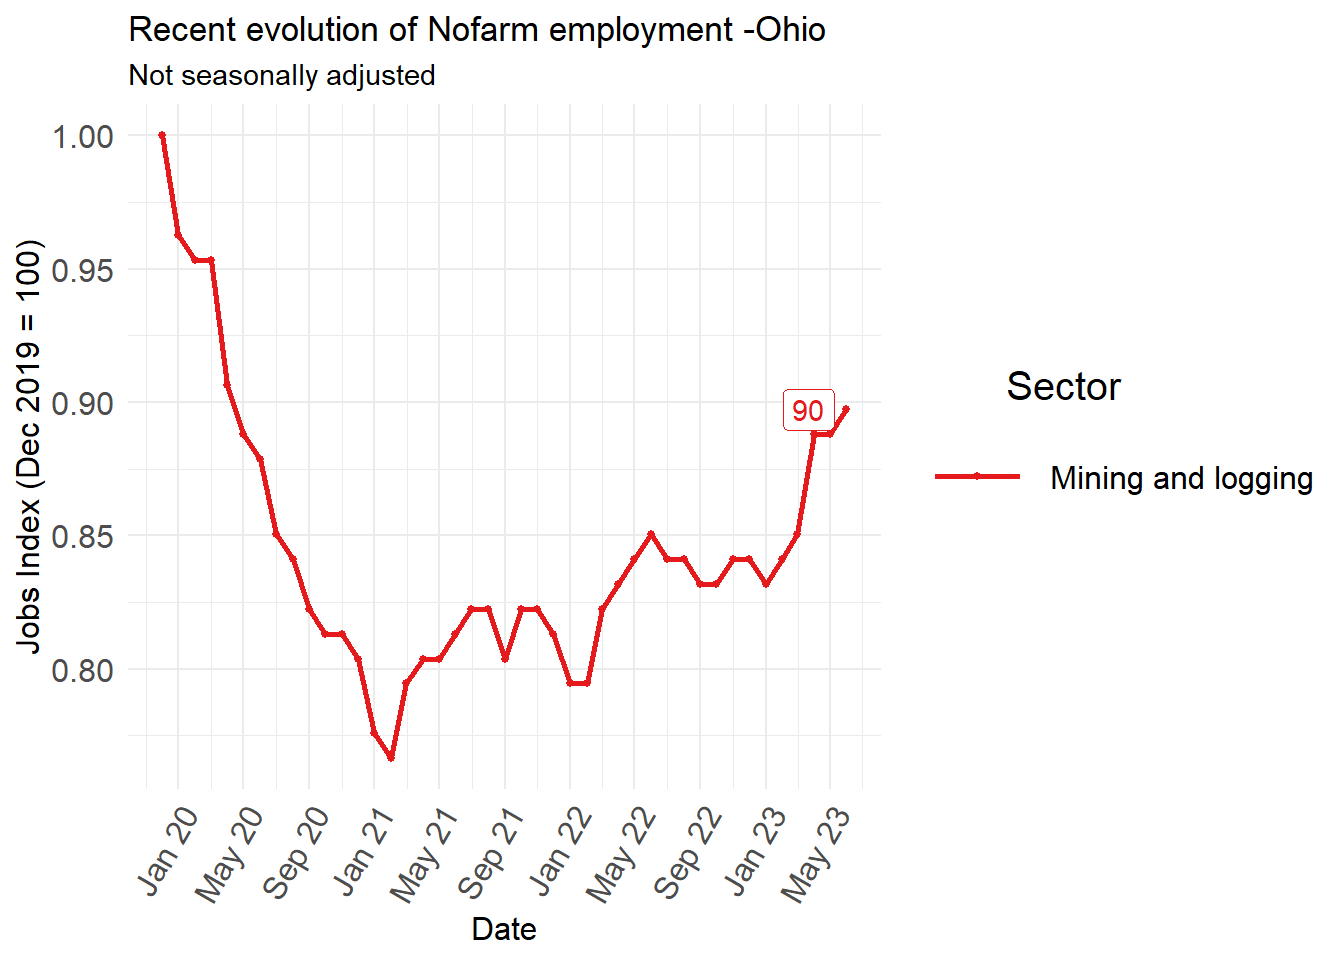 Recent evolution of Nofarm employment -Ohio
Not seasonally adjusted
Jobs Index (Dec 2019 = 100)
1.00
0.95
0.90
0.85
0.80
90
Jan 20
May 20
Sep 20
Jan 21
May 21
Sep 21
Jan 22
May 22
Sep 22
Jan 23
May 23
Date
Sector
Mining and logging